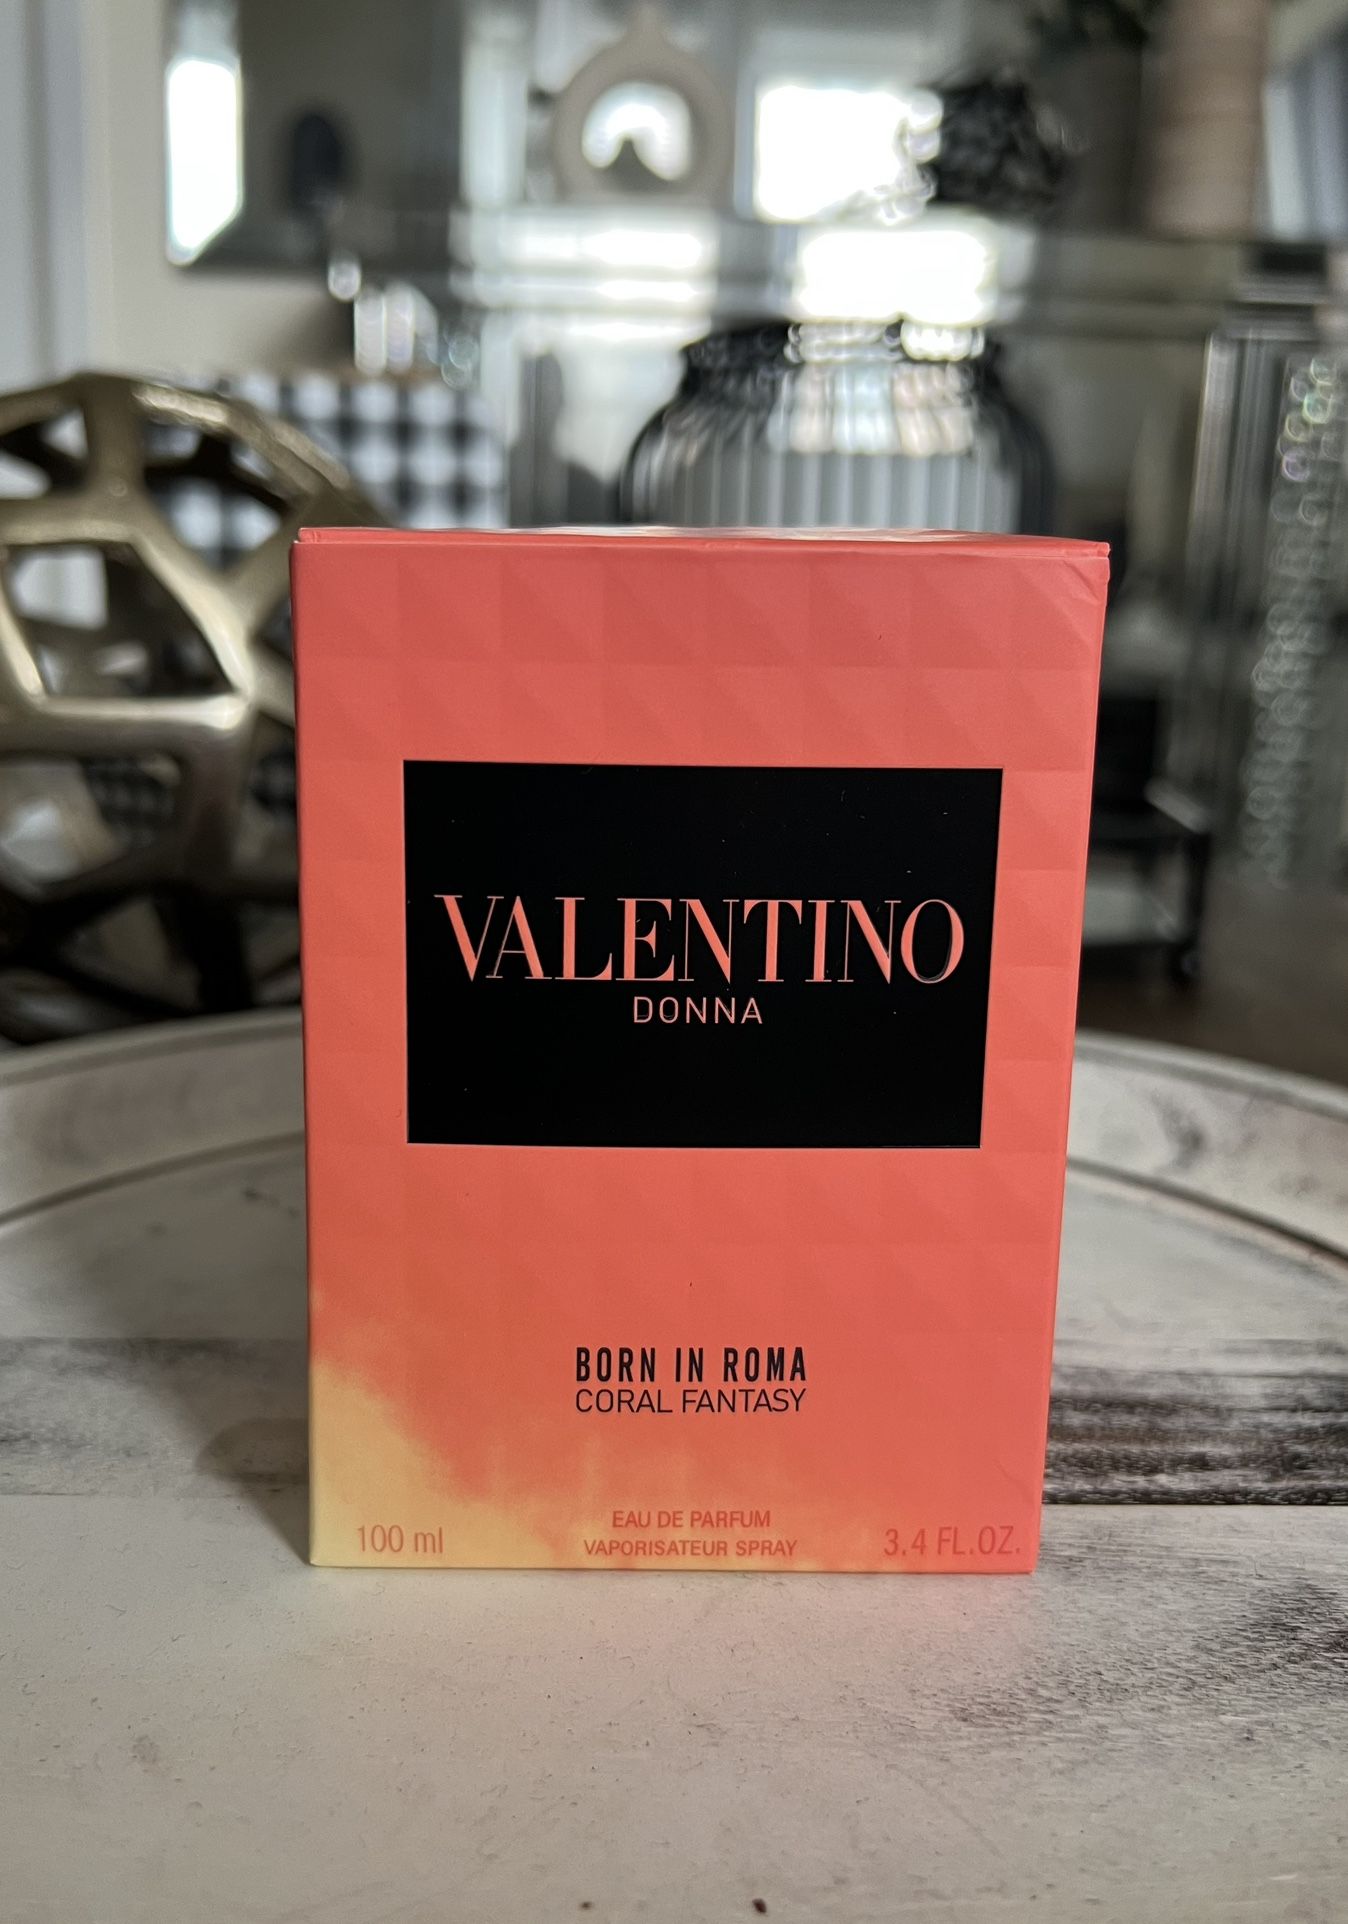 VALENTINO
DONNA
BORN IN ROMA
CORAL FANTASY
EAU DE PARFUM
100 ml VAPORISATEUR SPRAY 3.4 FL.OZ.